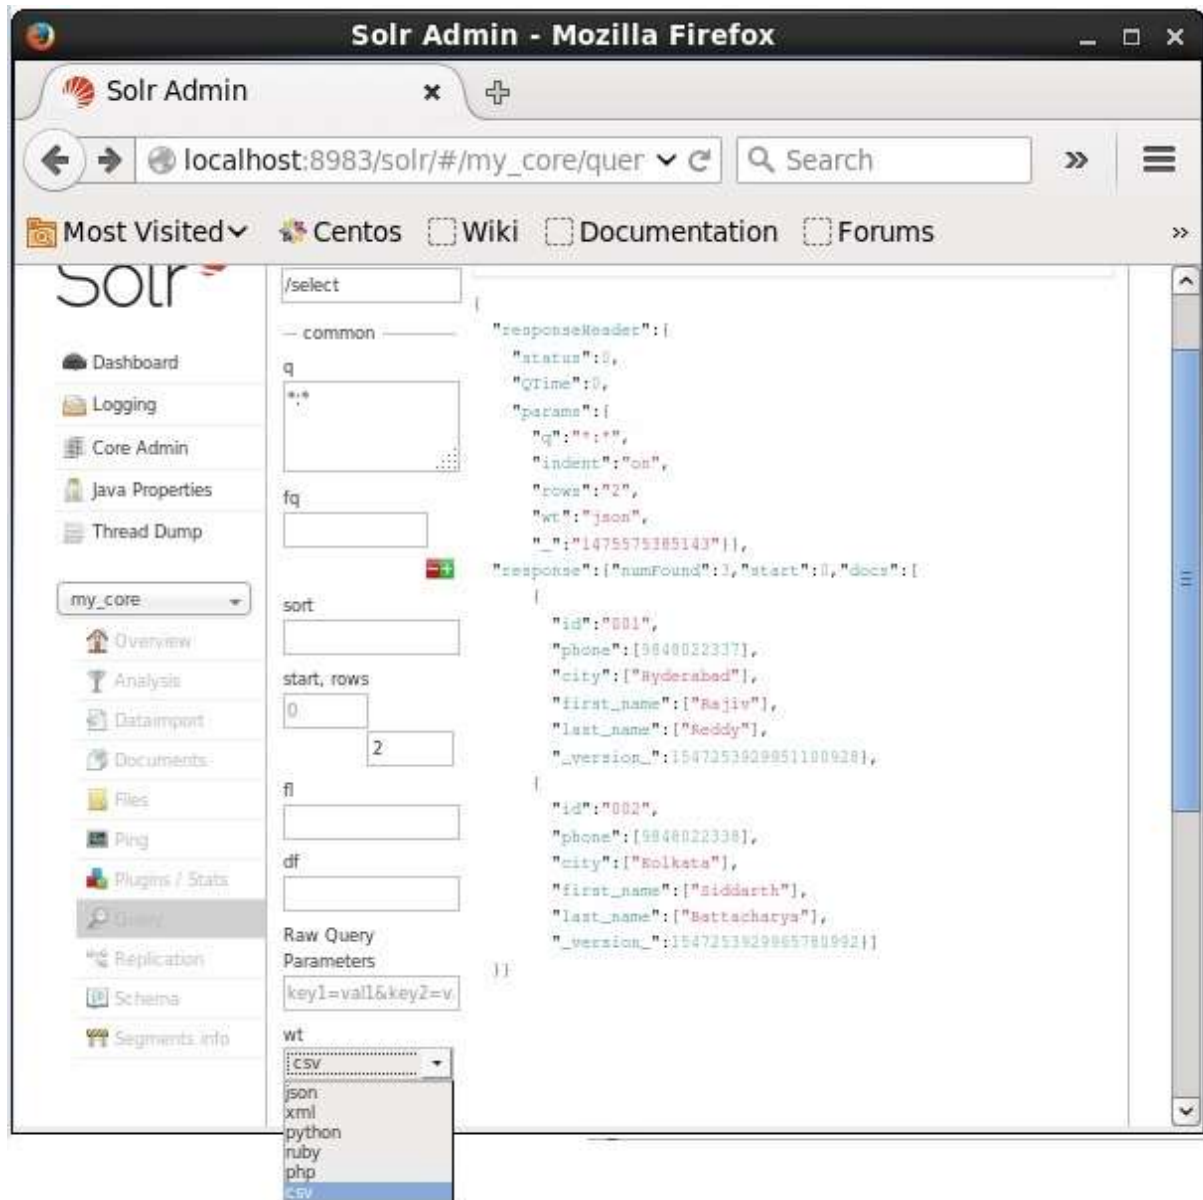 Solr Admin - Mozilla Firefox
Solr Admin
localhost:8983/solr/#/my_core/quer
Search
Most Visited
Centos
Wiki
Documentation
Forums
Solr
Dashboard
Logging
Core Admin
Java Properties
Thread Dump
my_core
Overview
Analysis
Dataimport
Documents
Files
Ping
Plugins / Stats
Query
Replication
Schema
Segments info
/select
common
q
*:*
fq
sort
start, rows
0
2
fl
df
Raw Query
Parameters
key1=val1&key2=v
wt
csv
json
xml
python
ruby
php
csv
{
"responseHeader":{
"status":0,
"QTime":0,
"params":{
"q":"*:*",
"indent":"on",
"rows":"2",
"wt":"json",
"_":"1475575385143"}},
"response":{"numFound":3,"start":0,"docs":[
{
"id":"001",
"phone":[9848022337],
"city":["Hyderabad"],
"first_name":["Rajiv"],
"last_name":["Reddy"],
"_version_":1547253929851100928},
{
"id":"002",
"phone":[9848022338],
"city":["Kolkata"],
"first_name":["Siddarth"],
"last_name":["Battacharya"],
"_version_":1547253929865780992}]
}}